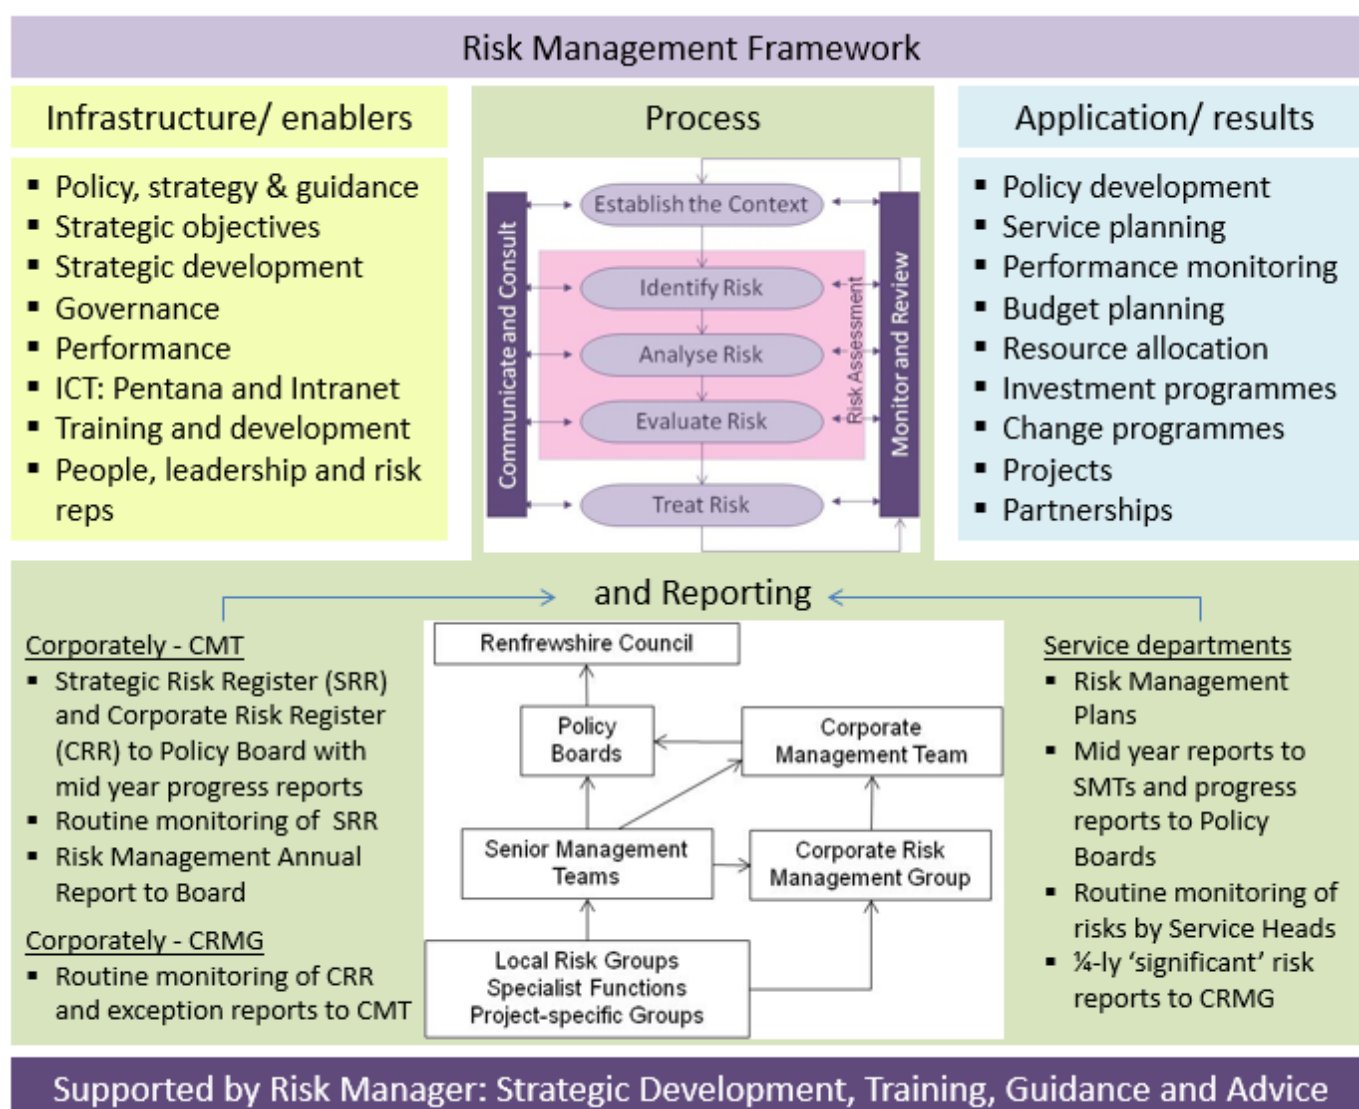 Risk Management Framework
Infrastructure/ enablers
▪ Policy, strategy & guidance
▪ Strategic objectives
▪ Strategic development
▪ Governance
▪ Performance
▪ ICT: Pentana and Intranet
▪ Training and development
▪ People, leadership and risk
reps
Process
Communicate and Consult
Establish the Context
Identify Risk
Analyse Risk
Evaluate Risk
Treat Risk
Risk Assessment
Monitor and Review
Application/ results
▪ Policy development
▪ Service planning
▪ Performance monitoring
▪ Budget planning
▪ Resource allocation
▪ Investment programmes
▪ Change programmes
▪ Projects
▪ Partnerships
and Reporting
Corporately - CMT
▪ Strategic Risk Register (SRR)
and Corporate Risk Register
(CRR) to Policy Board with
mid year progress reports
▪ Routine monitoring of SRR
▪ Risk Management Annual
Report to Board
Corporately - CRMG
▪ Routine monitoring of CRR
and exception reports to CMT
Renfrewshire Council
Policy
Boards
Corporate
Management Team
Senior Management
Teams
Corporate Risk
Management Group
Local Risk Groups
Specialist Functions
Project-specific Groups
Service departments
▪ Risk Management
Plans
▪ Mid year reports to
SMTs and progress
reports to Policy
Boards
▪ Routine monitoring of
risks by Service Heads
▪ ¼-ly ‘significant’ risk
reports to CRMG
Supported by Risk Manager: Strategic Development, Training, Guidance and Advice